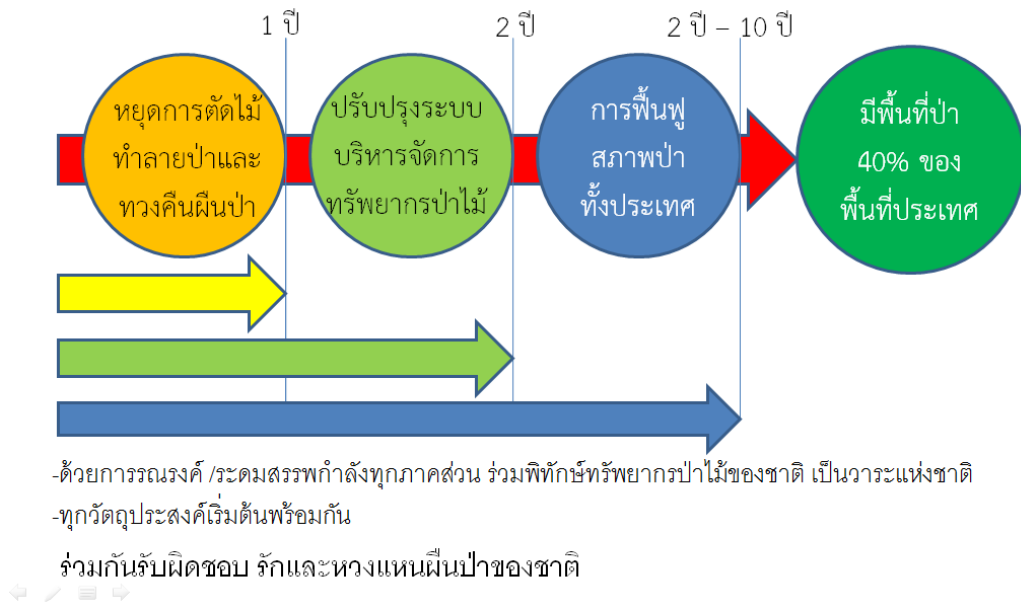 1 ปี
2 ปี
2 ปี – 10 ปี
หยุดการตัดไม้
ทำลายป่าและ
ทวงคืนผืนป่า
ปรับปรุงระบบ
บริหารจัดการ
ทรัพยากรป่าไม้
การฟื้นฟู
สภาพป่า
ทั้งประเทศ
มีพื้นที่ป่า
40% ของ
พื้นที่ประเทศ
-ด้วยการรณรงค์ /ระดมสรรพกำลังทุกภาคส่วน ร่วมพิทักษ์ทรัพยากรป่าไม้ของชาติ เป็นวาระแห่งชาติ
-ทุกวัตถุประสงค์เริ่มต้นพร้อมกัน
ร่วมกันรับผิดชอบ รักและหวงแหนผืนป่าของชาติ